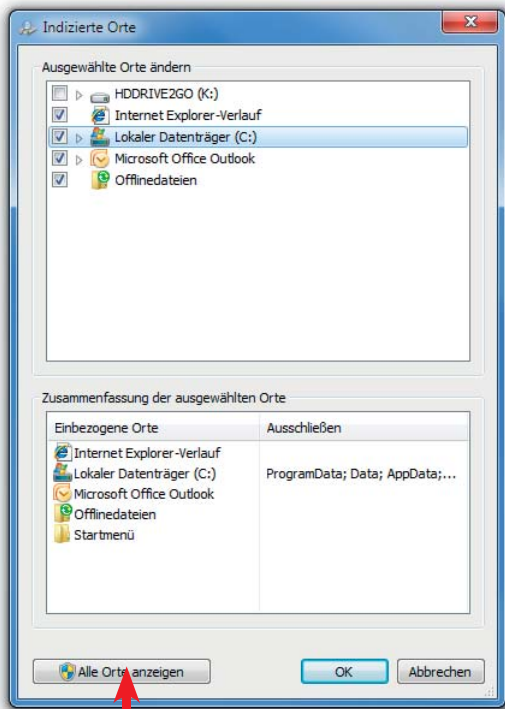 Indizierte Orte
Ausgewählte Orte ändern
HDDRIVE2GO (K:)
Internet Explorer-Verlauf
Lokaler Datenträger (C:)
Microsoft Office Outlook
Offlinedateien
Zusammenfassung der ausgewählten Orte
Einbezogene Orte Ausschließen
Internet Explorer-Verlauf
Lokaler Datenträger (C:) ProgramData; Data; AppData;...
Microsoft Office Outlook
Offlinedateien
Startmenü
Alle Orte anzeigen OK Abbrechen